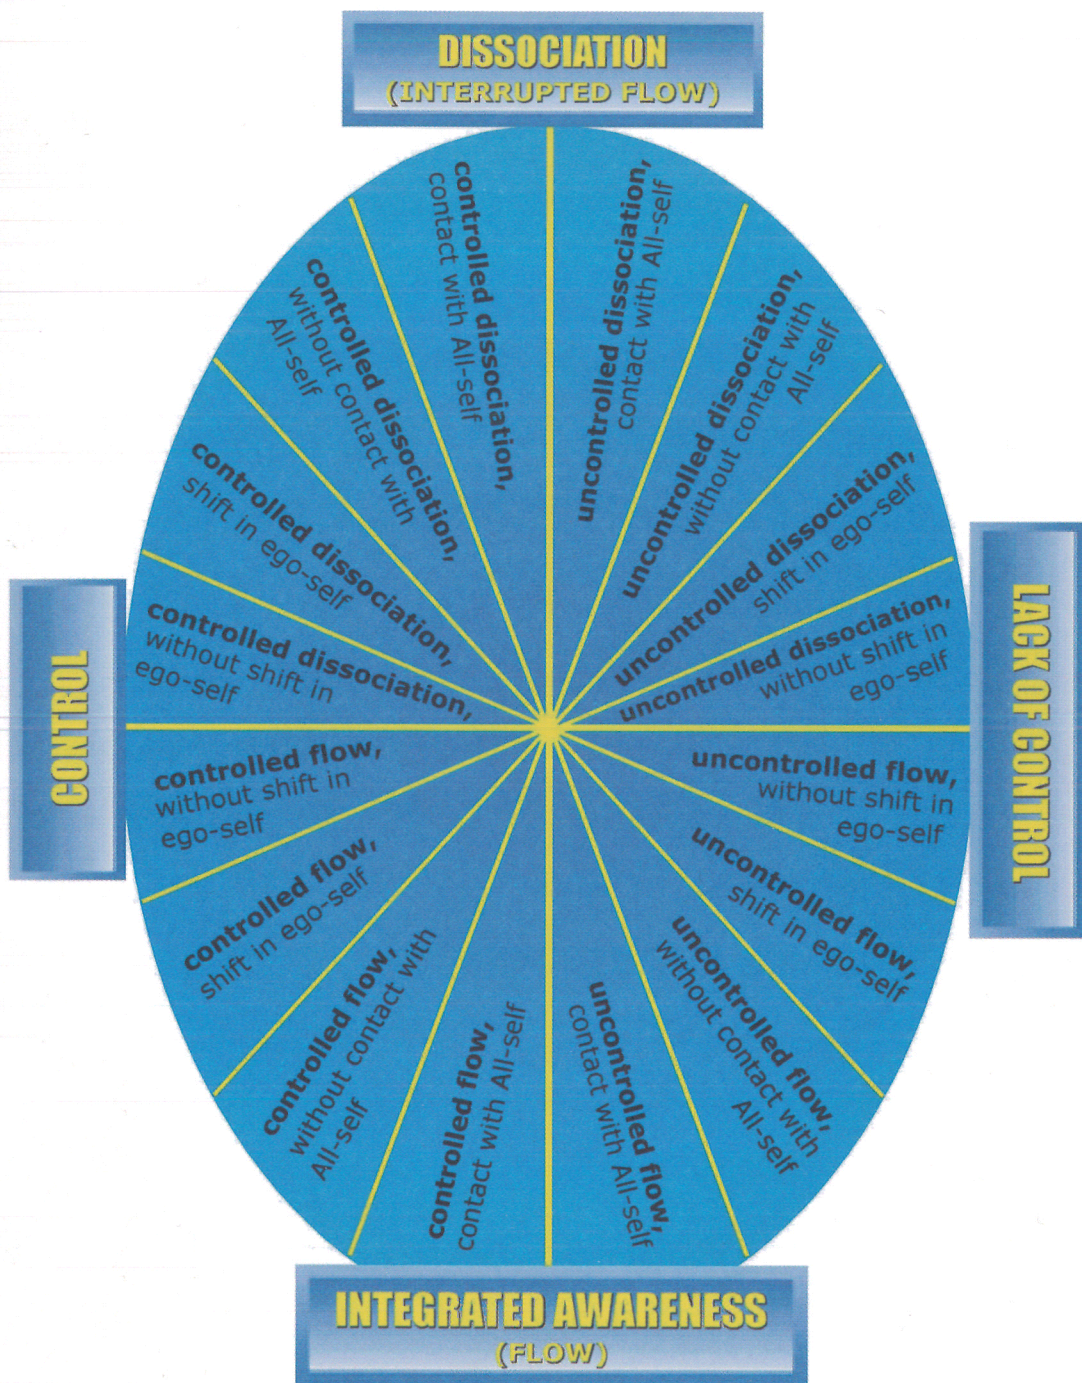 DISSOCIATION
(INTERRUPTED FLOW)
controlled dissociation,
contact with All-self
uncontrolled dissociation,
contact with All-self
controlled dissociation,
without contact with
All-self
uncontrolled dissociation,
without contact with
All-self
controlled dissociation,
shift in ego-self
uncontrolled dissociation,
shift in ego-self
controlled dissociation,
without shift in
ego-self
uncontrolled dissociation,
without shift in
ego-self
CONTROL
LACK OF CONTROL
controlled flow,
without shift in
ego-self
uncontrolled flow,
without shift in
ego-self
controlled flow,
shift in ego-self
uncontrolled flow,
shift in ego-self
controlled flow,
without contact with
All-self
uncontrolled flow,
without contact with
All-self
controlled flow,
contact with All-self
uncontrolled flow,
contact with All-self
INTEGRATED AWARENESS
(FLOW)